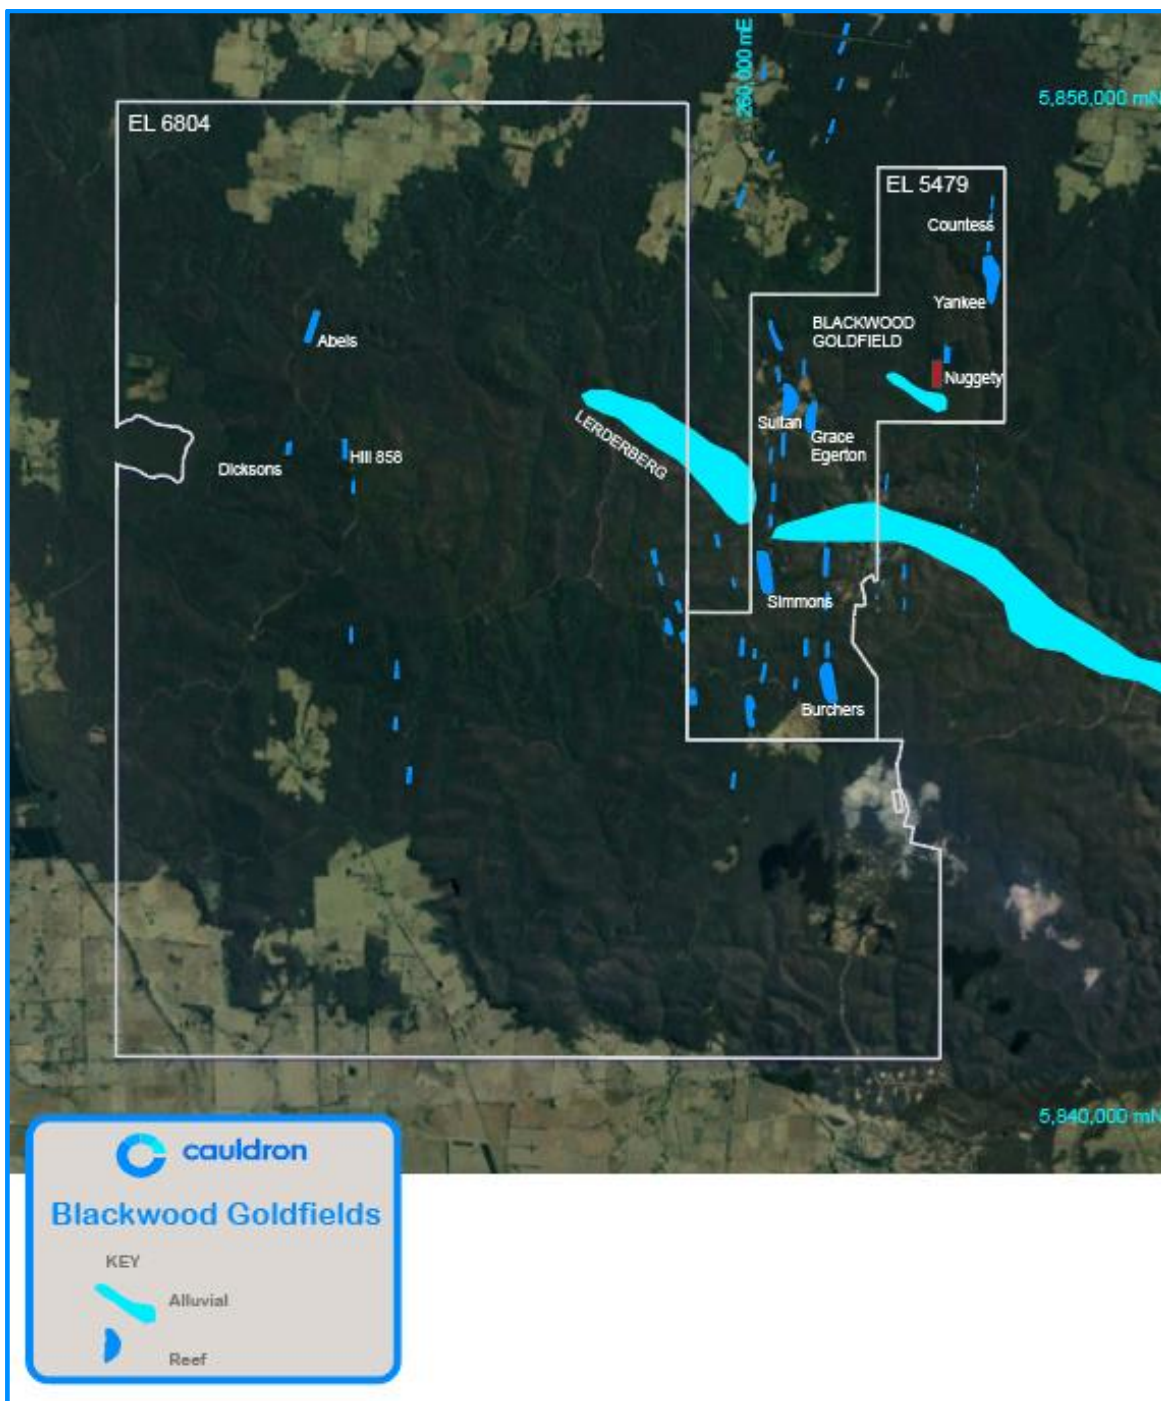 260,000 mE
5,856,000 mN
EL 6804
EL 5479
Countess
Yankee
BLACKWOOD
GOLDFIELD
Abels
Nuggety
LERDERBERG
Sultan
Grace
Egerton
Dicksons
Hill 858
Simmons
Burchers
5,840,000 mN
cauldron
Blackwood Goldfields
KEY
Alluvial
Reef